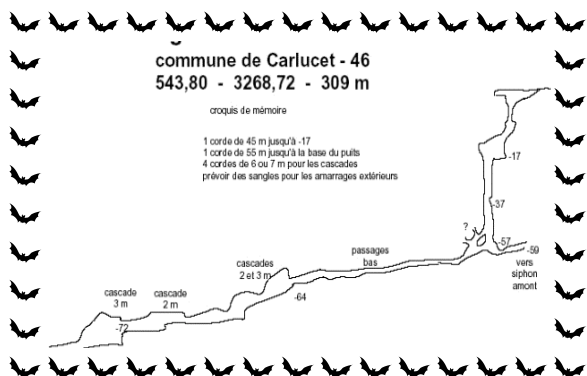 commune de Carlucet - 46
543,80 - 3268,72 - 309 m
croquis de mémoire
1 corde de 45 m jusqu'à -17
1 corde de 55 m jusqu'à la base du puits
4 cordes de 6 ou 7 m pour les cascades
prévoir des sangles pour les amarrages extérieurs
-17
-37
?
-57
-59
vers
siphon
amont
passages
bas
cascades
2 et 3 m
-64
cascade
3 m
cascade
2 m
-72